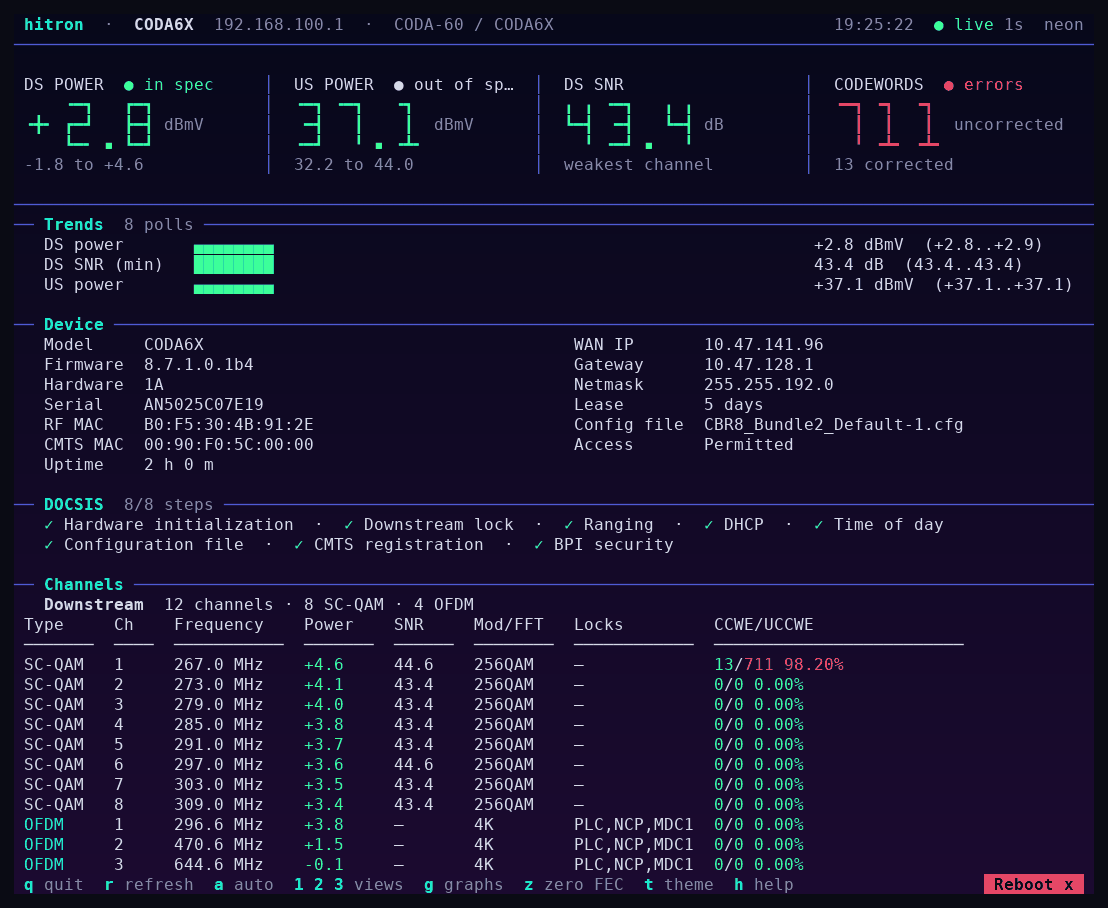 hitron · CODA6X 192.168.100.1 · CODA-60 / CODA6X 19:25:22 ● live 1s neon
DS POWER ● in spec │ US POWER ● out of sp… │ DS SNR │ CODEWORDS ● errors
+2.8 dBmV │ 37.1 dBmV │ 43.4 dB │ 711 uncorrected
-1.8 to +4.6 │ 32.2 to 44.0 │ weakest channel │ 13 corrected
Trends 8 polls
DS power +2.8 dBmV (+2.8..+2.9)
DS SNR (min) 43.4 dB (43.4..43.4)
US power +37.1 dBmV (+37.1..+37.1)
Device
Model CODA6X WAN IP 10.47.141.96
Firmware 8.7.1.0.1b4 Gateway 10.47.128.1
Hardware 1A Netmask 255.255.192.0
Serial AN5025C07E19 Lease 5 days
RF MAC B0:F5:30:4B:91:2E Config file CBR8_Bundle2_Default-1.cfg
CMTS MAC 00:90:F0:5C:00:00 Access Permitted
Uptime 2 h 0 m
DOCSIS 8/8 steps
✓ Hardware initialization · ✓ Downstream lock · ✓ Ranging · ✓ DHCP · ✓ Time of day
✓ Configuration file · ✓ CMTS registration · ✓ BPI security
Channels
Downstream 12 channels · 8 SC-QAM · 4 OFDM
Type Ch Frequency Power SNR Mod/FFT Locks CCWE/UCCWE
SC-QAM 1 267.0 MHz +4.6 44.6 256QAM — 13/711 98.20%
SC-QAM 2 273.0 MHz +4.1 43.4 256QAM — 0/0 0.00%
SC-QAM 3 279.0 MHz +4.0 43.4 256QAM — 0/0 0.00%
SC-QAM 4 285.0 MHz +3.8 43.4 256QAM — 0/0 0.00%
SC-QAM 5 291.0 MHz +3.7 43.4 256QAM — 0/0 0.00%
SC-QAM 6 297.0 MHz +3.6 44.6 256QAM — 0/0 0.00%
SC-QAM 7 303.0 MHz +3.5 43.4 256QAM — 0/0 0.00%
SC-QAM 8 309.0 MHz +3.4 43.4 256QAM — 0/0 0.00%
OFDM 1 296.6 MHz +3.8 — 4K PLC,NCP,MDC1 0/0 0.00%
OFDM 2 470.6 MHz +1.5 — 4K PLC,NCP,MDC1 0/0 0.00%
OFDM 3 644.6 MHz -0.1 — 4K PLC,NCP,MDC1 0/0 0.00%
q quit r refresh a auto 1 2 3 views g graphs z zero FEC t theme h help Reboot x